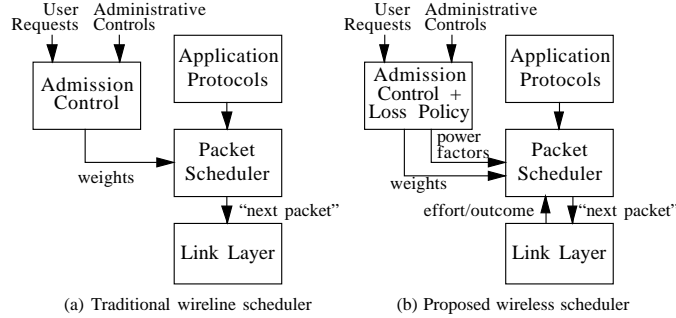 User
Requests
Administrative
Controls
Admission
Control
Application
Protocols
weights
Packet
Scheduler
“next packet”
Link Layer
(a) Traditional wireline scheduler
User
Requests
Administrative
Controls
Admission
Control +
Loss Policy
Application
Protocols
power
factors
weights
Packet
Scheduler
effort/outcome
“next packet”
Link Layer
(b) Proposed wireless scheduler